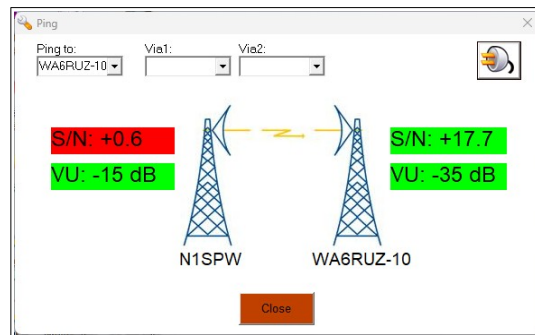 Ping
Ping to: Via1: Via2:
WA6RUZ-10
S/N: +0.6 S/N: +17.7
VU: -15 dB VU: -35 dB
N1SPW WA6RUZ-10
Close